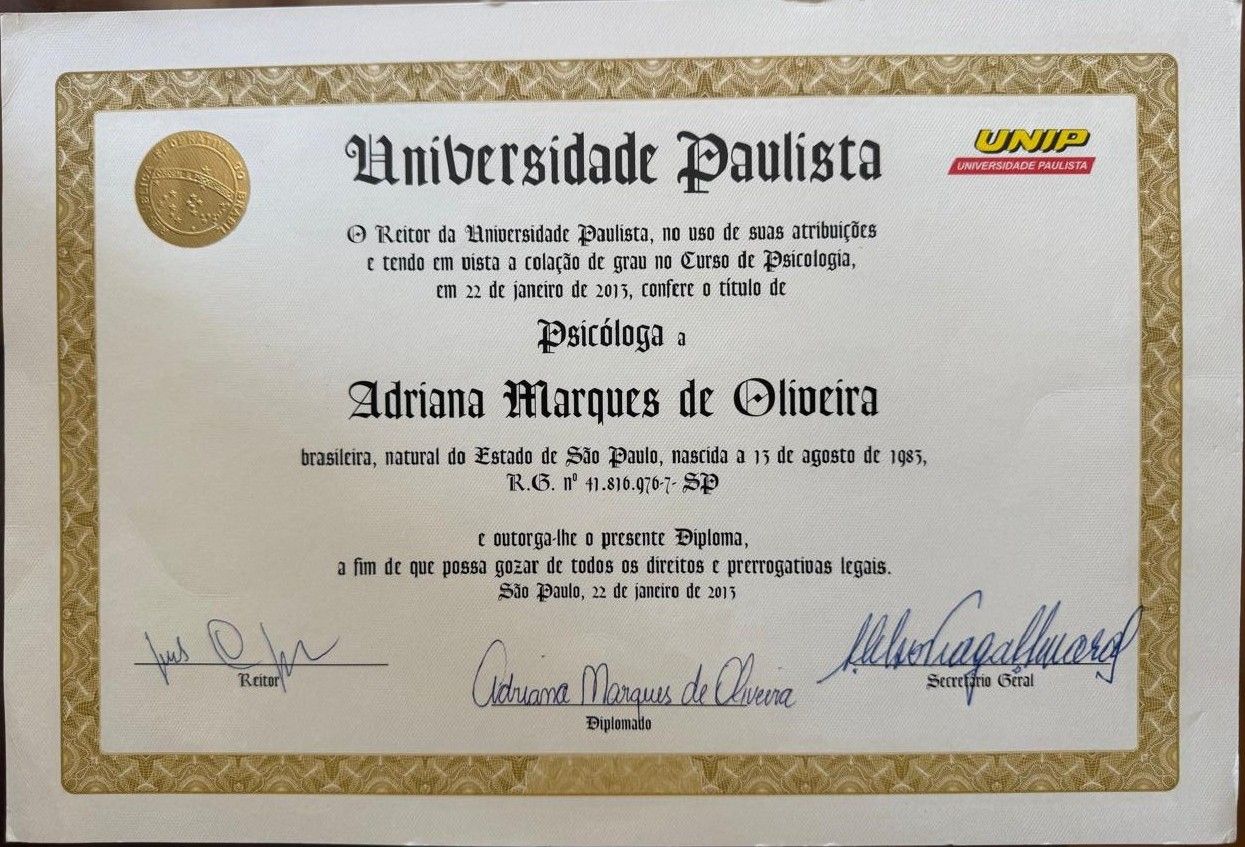 REPÚBLICA FEDERATIVA DO BRASIL
Universidade Paulista
UNIP
UNIVERSIDADE PAULISTA
O Reitor da Universidade Paulista, no uso de suas atribuições
e tendo em vista a colação de grau no Curso de Psicologia,
em 22 de janeiro de 2013, confere o título de
Psicóloga a
Adriana Marques de Oliveira
brasileira, natural do Estado de São Paulo, nascida a 13 de agosto de 1983,
R.G. nº 41.816.976-7- SP
e outorga-lhe o presente Diploma,
a fim de que possa gozar de todos os direitos e prerrogativas legais.
São Paulo, 22 de janeiro de 2013
Reitor
Adriana Marques de Oliveira
Diplomado
Secretário Geral